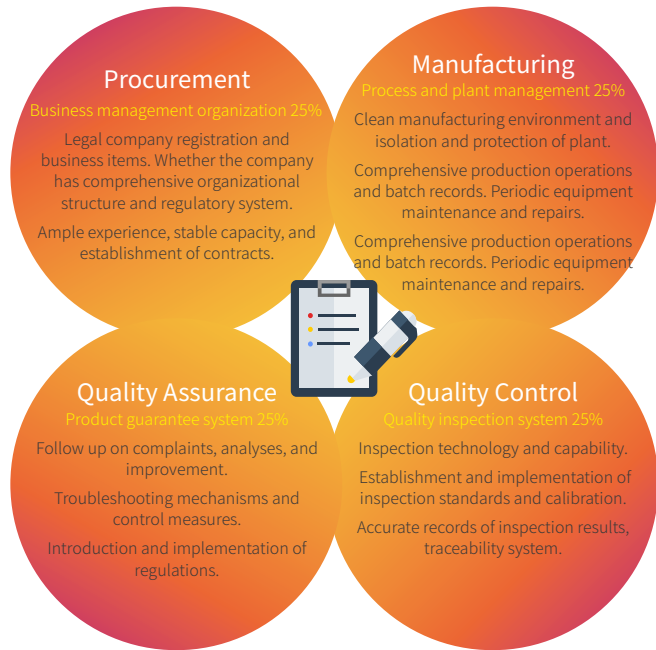 Procurement
Business management organization 25%
Legal company registration and
business items. Whether the company
has comprehensive organizational
structure and regulatory system.
Ample experience, stable capacity, and
establishment of contracts.
Manufacturing
Process and plant management 25%
Clean manufacturing environment and
isolation and protection of plant.
Comprehensive production operations
and batch records. Periodic equipment
maintenance and repairs.
Comprehensive production operations
and batch records. Periodic equipment
maintenance and repairs.
Quality Assurance
Product guarantee system 25%
Follow up on complaints, analyses, and
improvement.
Troubleshooting mechanisms and
control measures.
Introduction and implementation of
regulations.
Quality Control
Quality inspection system 25%
Inspection technology and capability.
Establishment and implementation of
inspection standards and calibration.
Accurate records of inspection results,
traceability system.